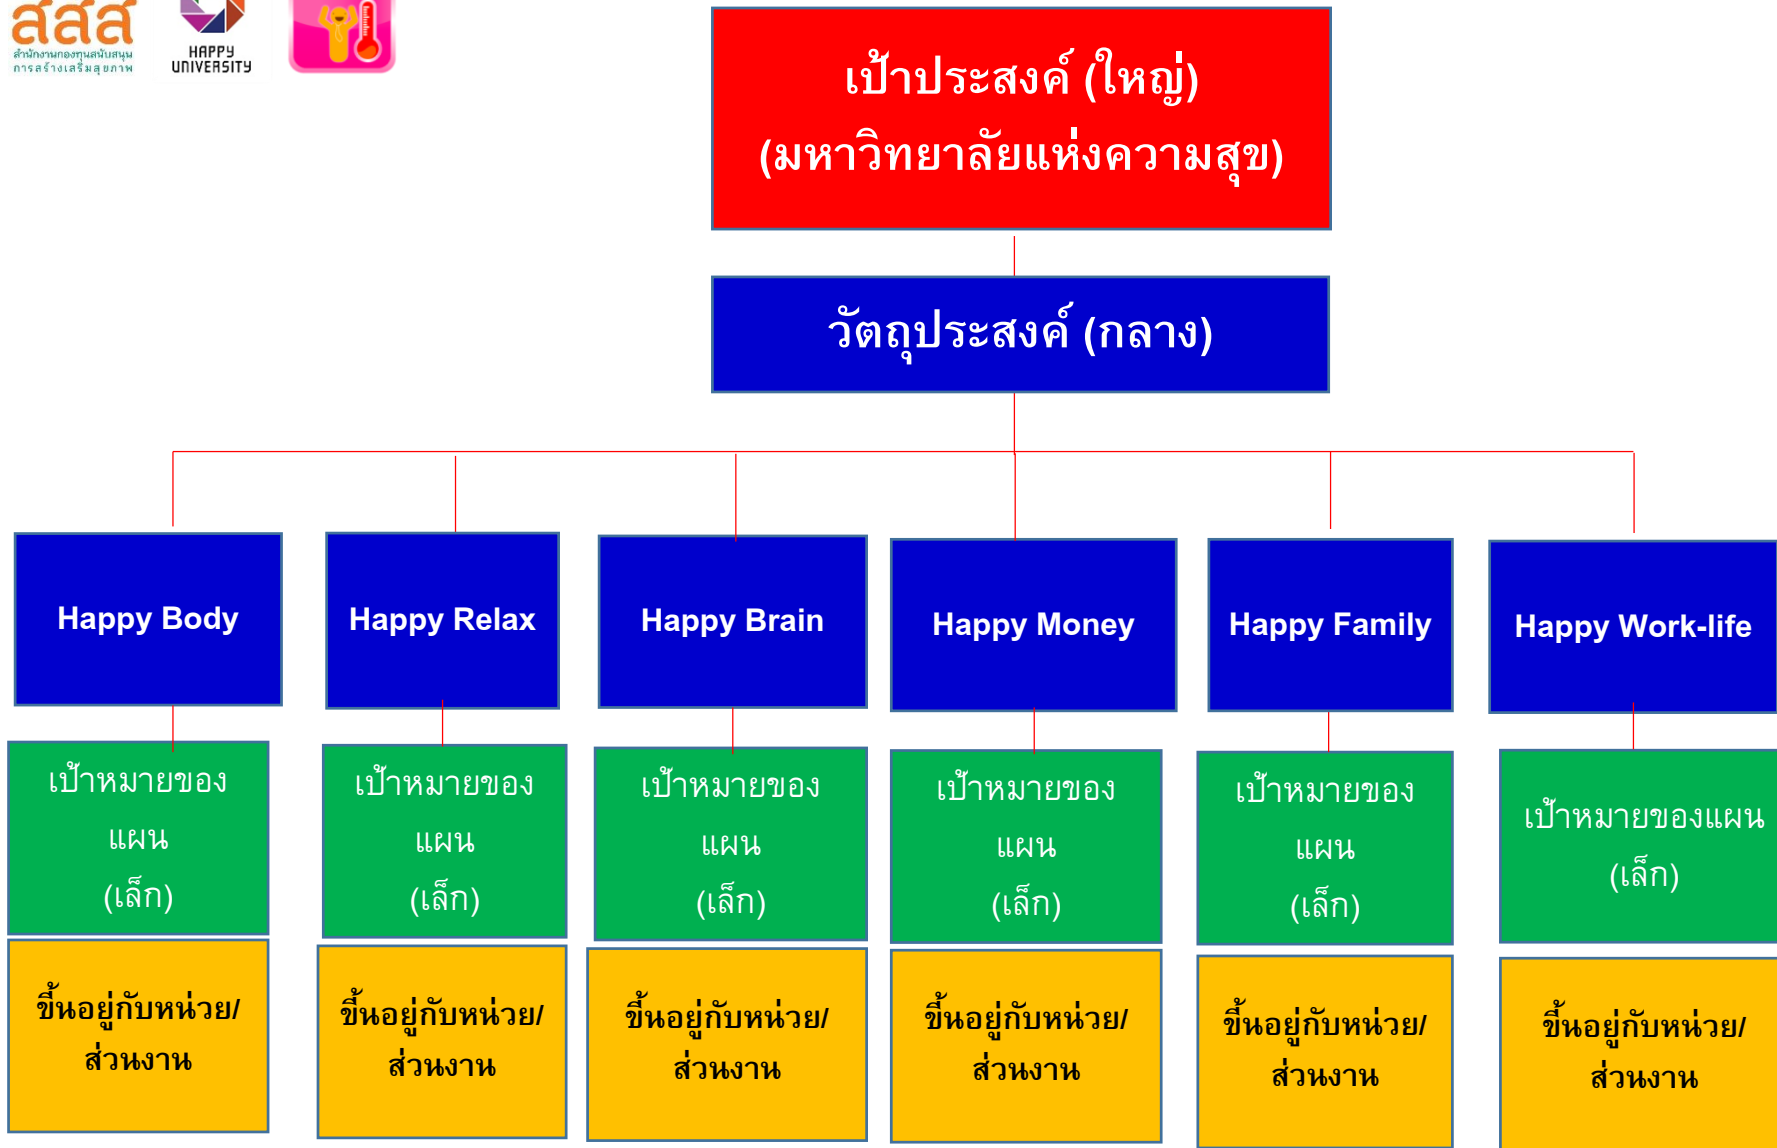 สสส
สำนักงานกองทุนสนับสนุน
การสร้างเสริมสุขภาพ
HAPPY
UNIVERSITY
เป้าประสงค์ (ใหญ่)
(มหาวิทยาลัยแห่งความสุข)
วัตถุประสงค์ (กลาง)
Happy Body
Happy Relax
Happy Brain
Happy Money
Happy Family
Happy Work-life
เป้าหมายของ
แผน
(เล็ก)
เป้าหมายของ
แผน
(เล็ก)
เป้าหมายของ
แผน
(เล็ก)
เป้าหมายของ
แผน
(เล็ก)
เป้าหมายของ
แผน
(เล็ก)
เป้าหมายของแผน
(เล็ก)
ขึ้นอยู่กับหน่วย/
ส่วนงาน
ขึ้นอยู่กับหน่วย/
ส่วนงาน
ขึ้นอยู่กับหน่วย/
ส่วนงาน
ขึ้นอยู่กับหน่วย/
ส่วนงาน
ขึ้นอยู่กับหน่วย/
ส่วนงาน
ขึ้นอยู่กับหน่วย/
ส่วนงาน